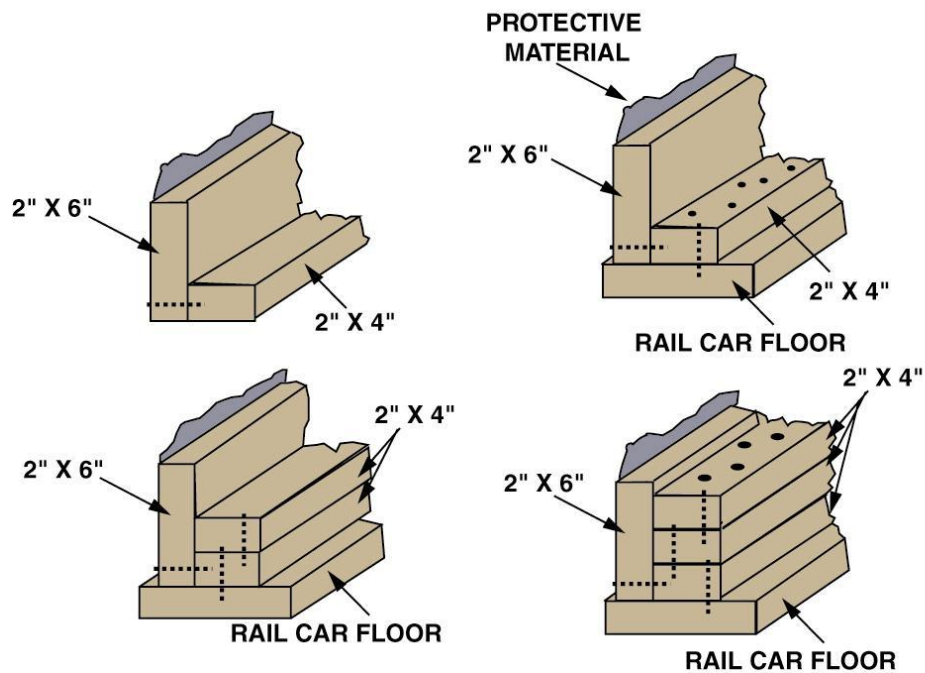 2" X 6"
2" X 4"
PROTECTIVE
MATERIAL
2" X 6"
2" X 4"
RAIL CAR FLOOR
2" X 4"
2" X 6"
RAIL CAR FLOOR
2" X 4"
2" X 6"
RAIL CAR FLOOR